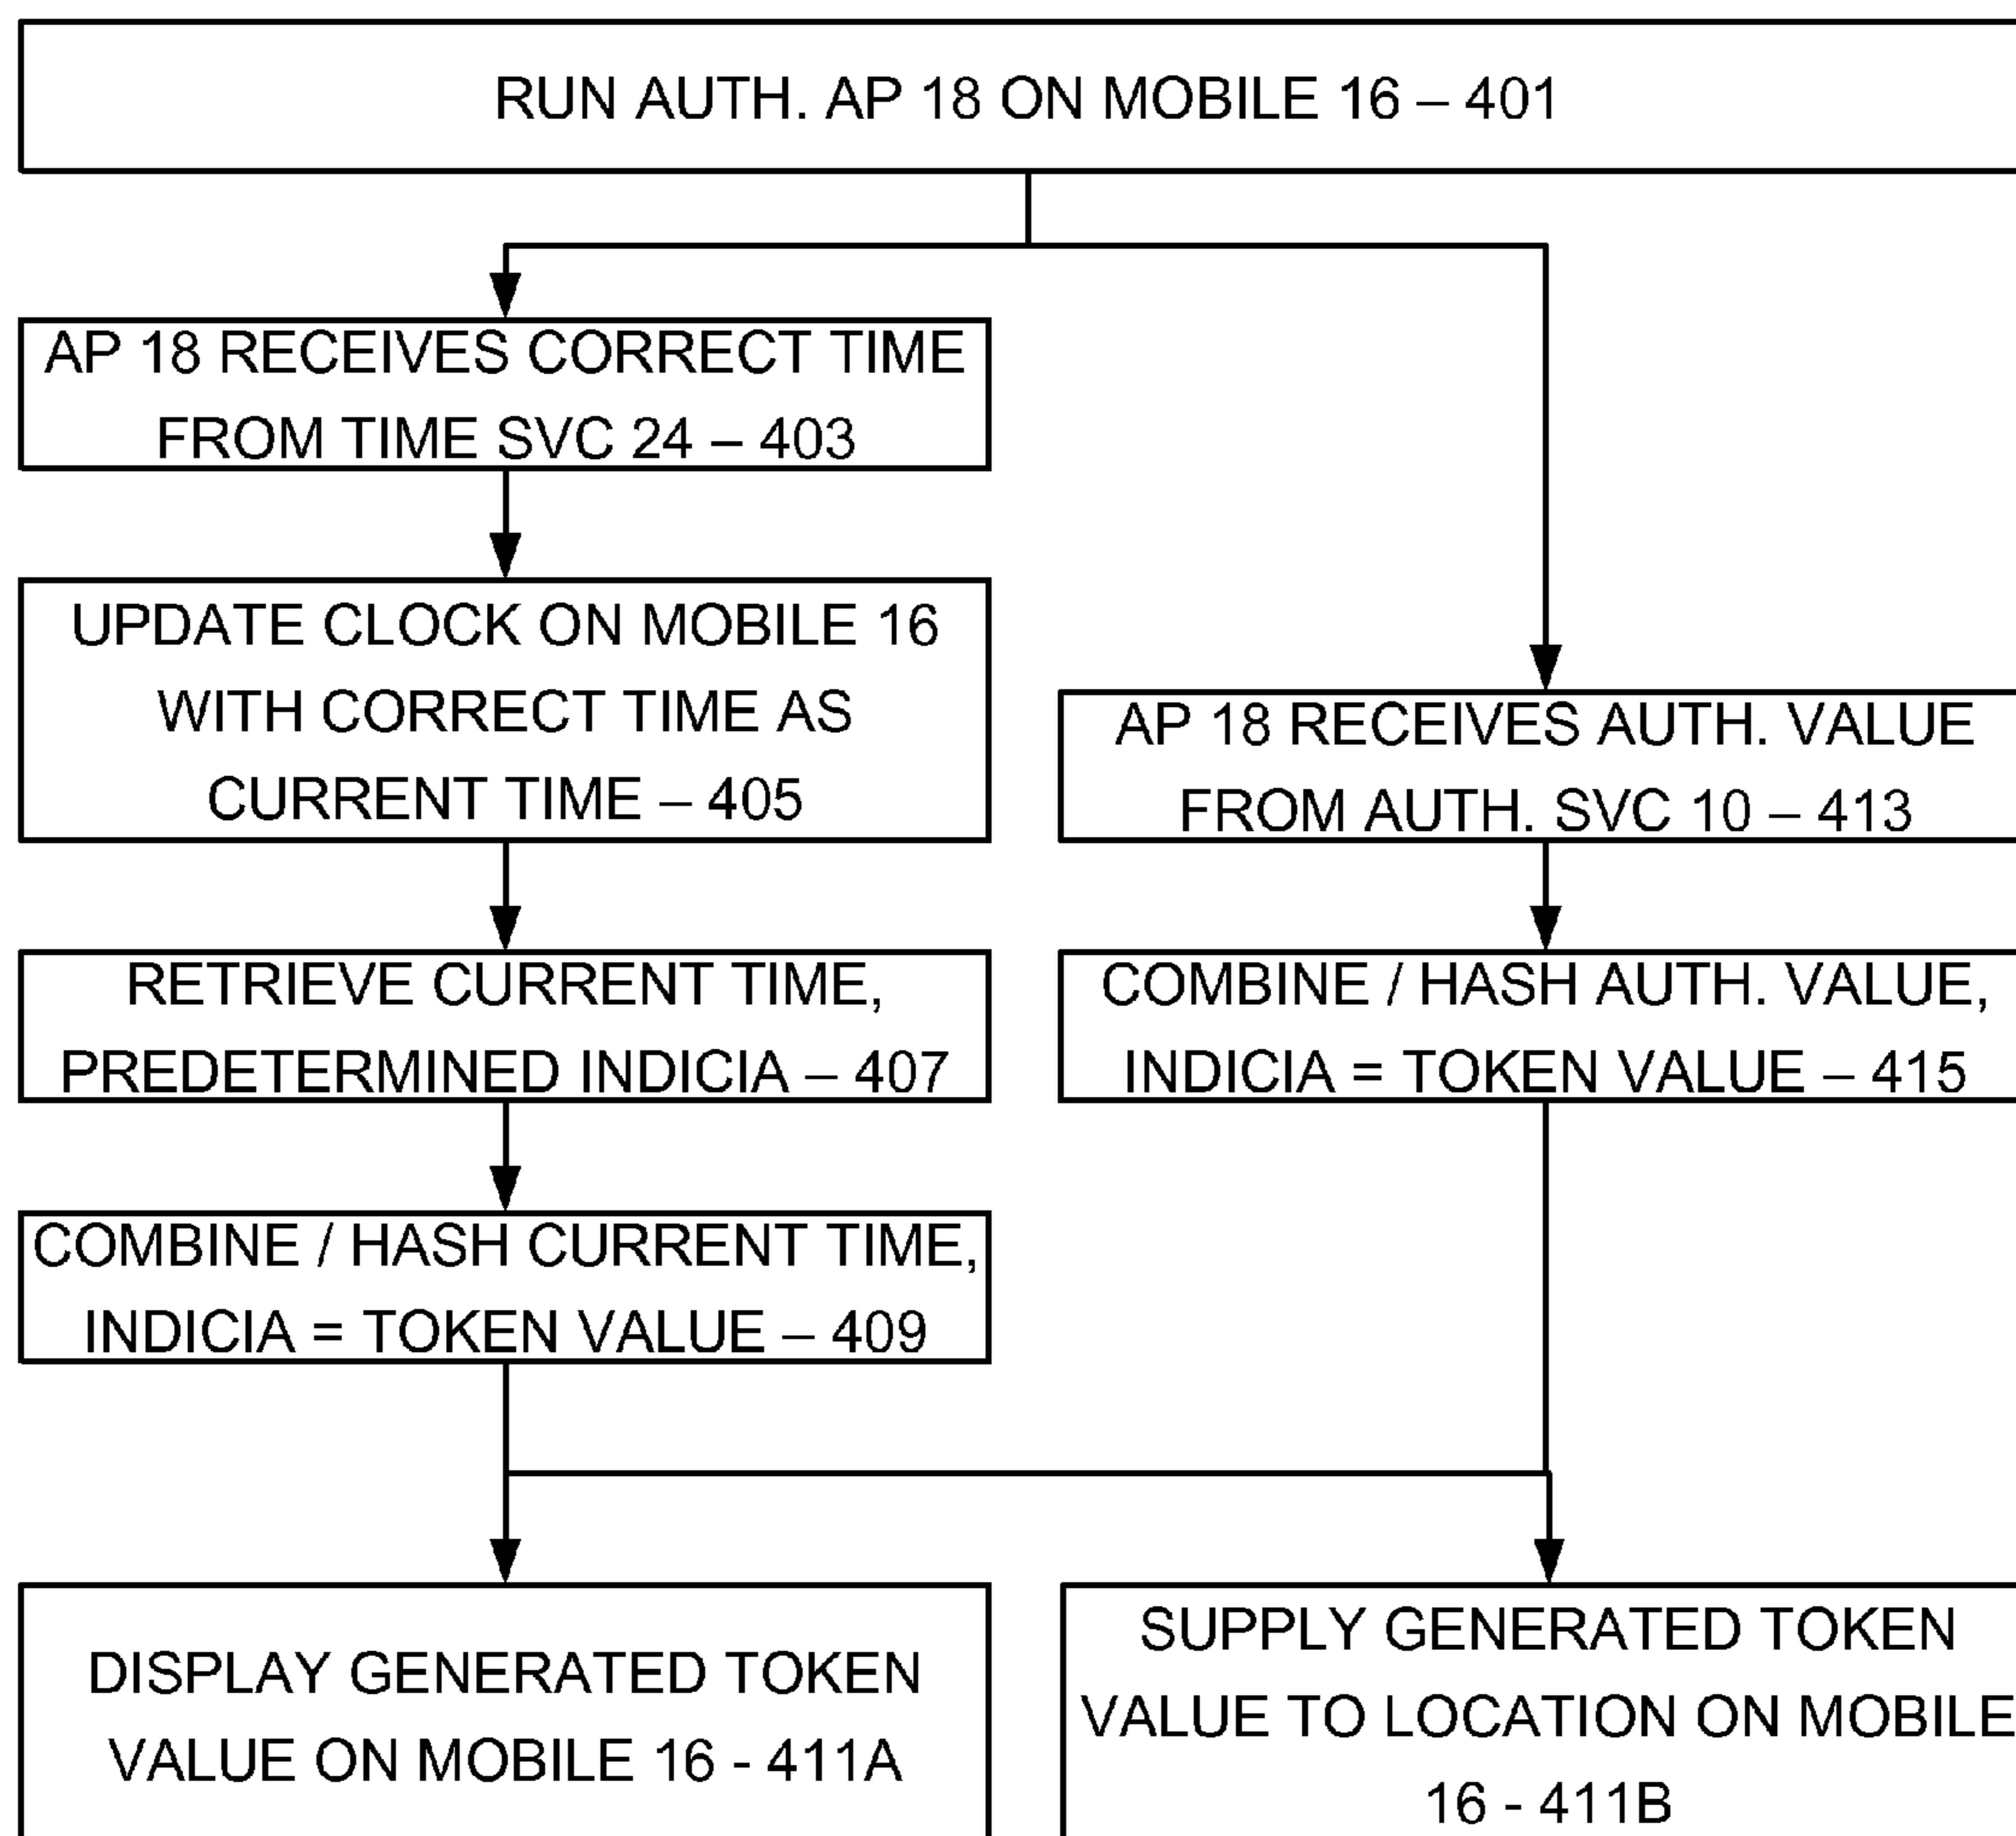 RUN AUTH. AP 18 ON MOBILE 16 – 401
AP 18 RECEIVES CORRECT TIME
FROM TIME SVC 24 – 403
UPDATE CLOCK ON MOBILE 16
WITH CORRECT TIME AS
CURRENT TIME – 405
AP 18 RECEIVES AUTH. VALUE
FROM AUTH. SVC 10 – 413
RETRIEVE CURRENT TIME,
PREDETERMINED INDICIA – 407
COMBINE / HASH AUTH. VALUE,
INDICIA = TOKEN VALUE – 415
COMBINE / HASH CURRENT TIME,
INDICIA = TOKEN VALUE – 409
DISPLAY GENERATED TOKEN
VALUE ON MOBILE 16 - 411A
SUPPLY GENERATED TOKEN
VALUE TO LOCATION ON MOBILE
16 - 411B